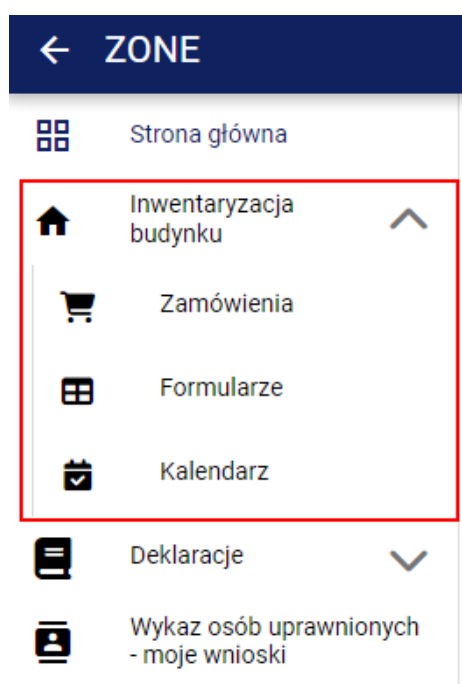 ZONE
Strona główna
Inwentaryzacja
budynku
Zamówienia
Formularze
Kalendarz
Deklaracje
Wykaz osób uprawnionych
- moje wnioski